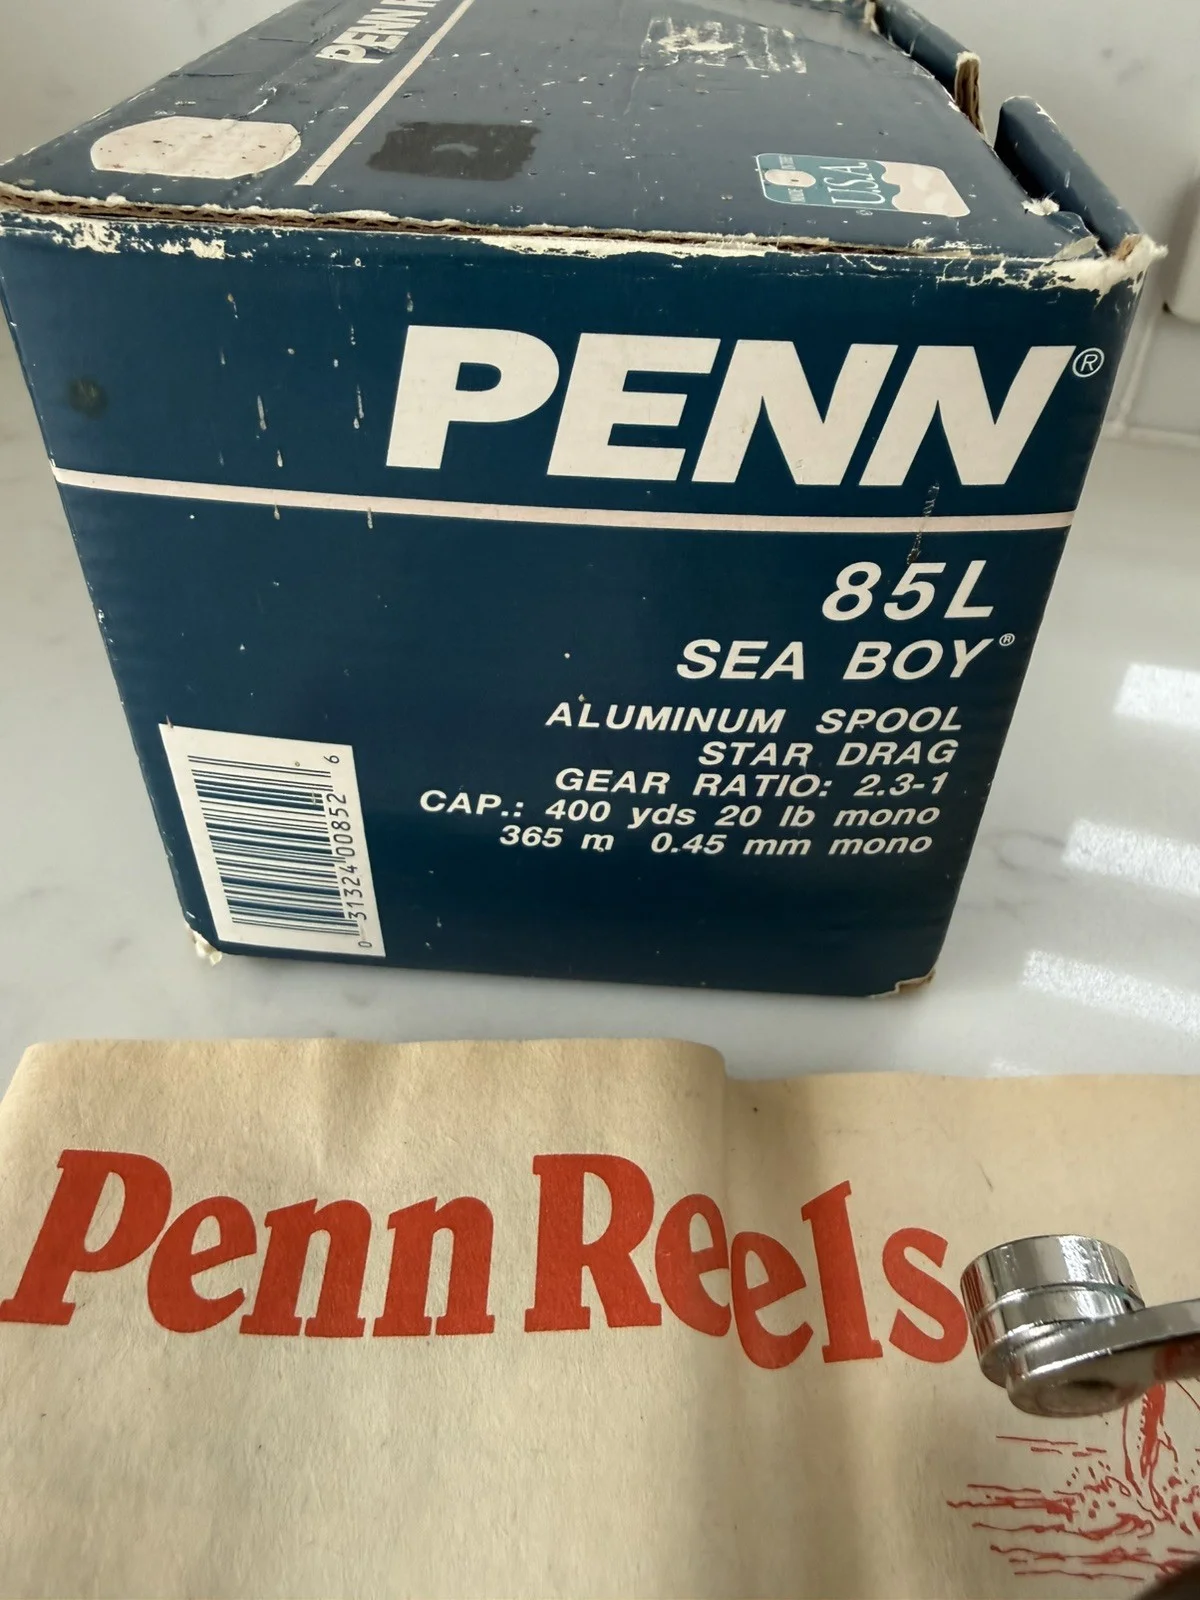 PENN R
U.S.A.
PENN®
85L
SEA BOY®
ALUMINUM SPOOL
STAR DRAG
GEAR RATIO: 2.3-1
CAP.: 400 yds 20 lb mono
365 m 0.45 mm mono
0 31324 00852 6
Penn Reels